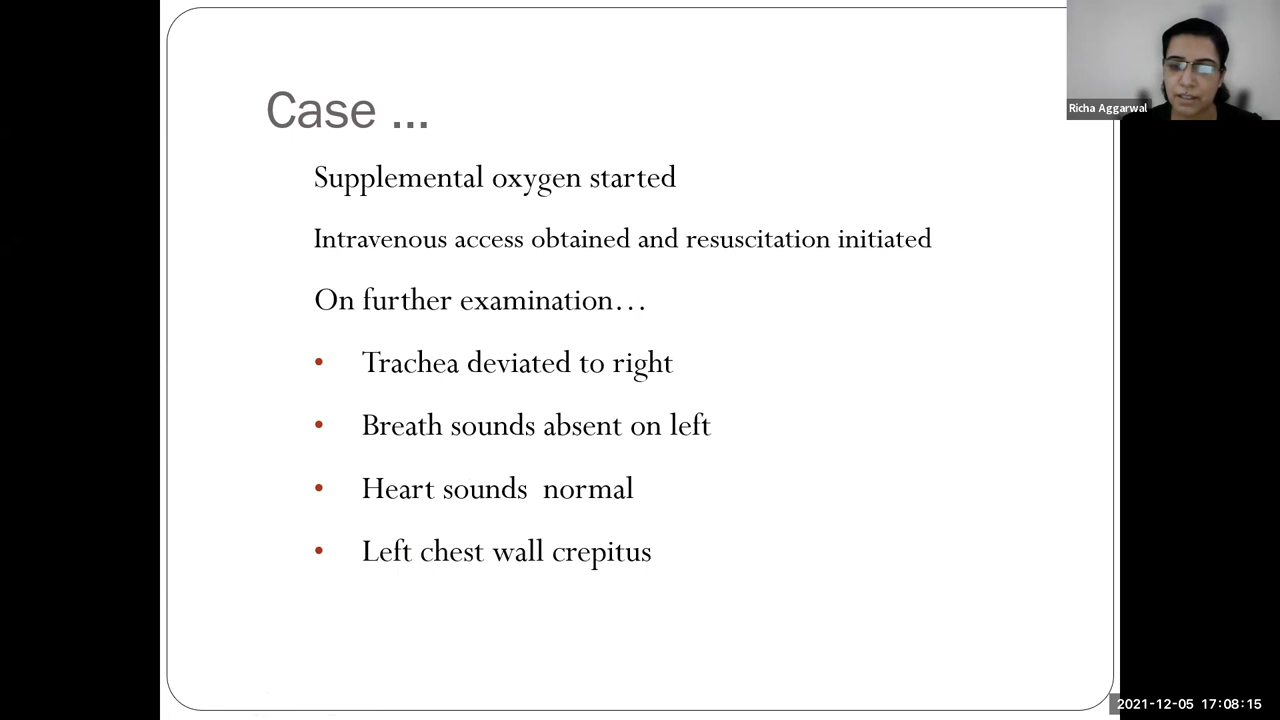 Case ...
Richa Aggarwal
Supplemental oxygen started
Intravenous access obtained and resuscitation initiated
On further examination…
• Trachea deviated to right
• Breath sounds absent on left
• Heart sounds normal
• Left chest wall crepitus
2021-12-05 17:08:15